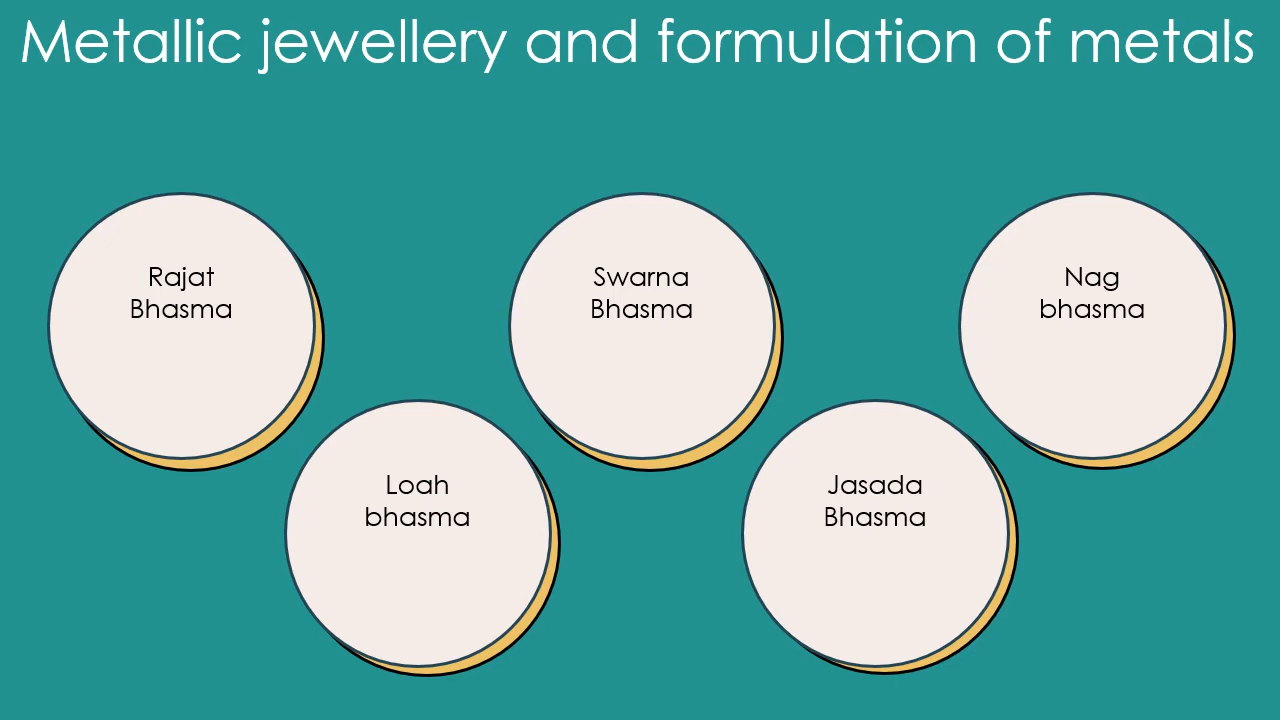 Metallic jewellery and formulation of metals
Rajat
Bhasma
Swarna
Bhasma
Nag
bhasma
Loah
bhasma
Jasada
Bhasma